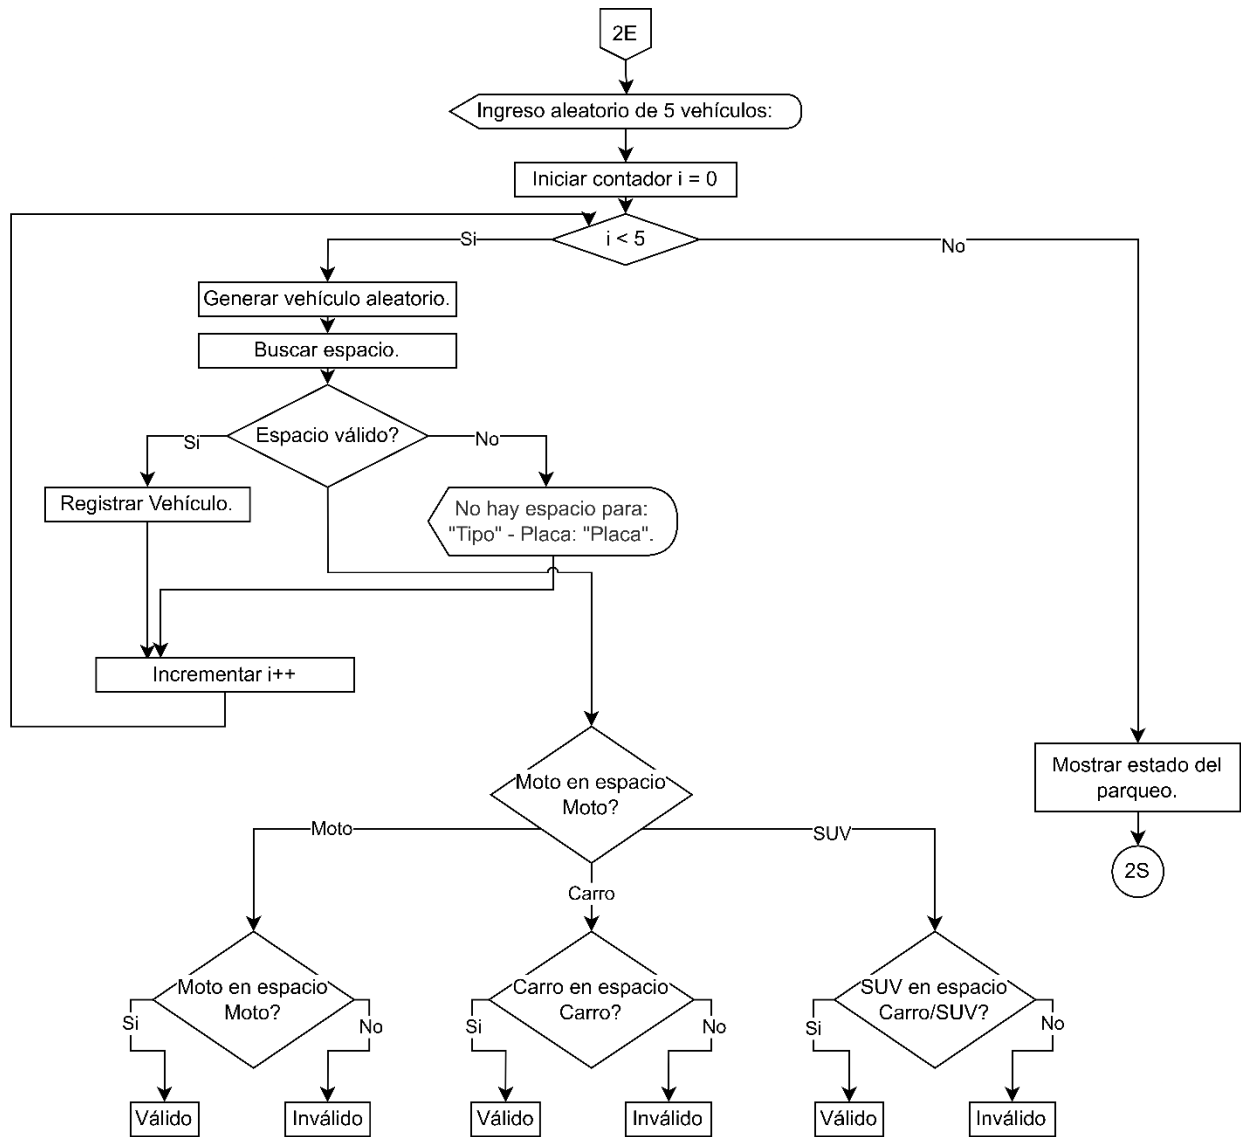 2E
Ingreso aleatorio de 5 vehículos:
Iniciar contador i = 0
i < 5
Si
No
Generar vehículo aleatorio.
Buscar espacio.
Espacio válido?
Si
No
Registrar Vehículo.
No hay espacio para:
"Tipo" - Placa: "Placa".
Incrementar i++
Moto en espacio
Moto?
Mostrar estado del
parqueo.
2S
Moto
Carro
SUV
Moto en espacio
Moto?
Si
No
Válido
Inválido
Carro en espacio
Carro?
Si
No
Válido
Inválido
SUV en espacio
Carro/SUV?
Si
No
Válido
Inválido